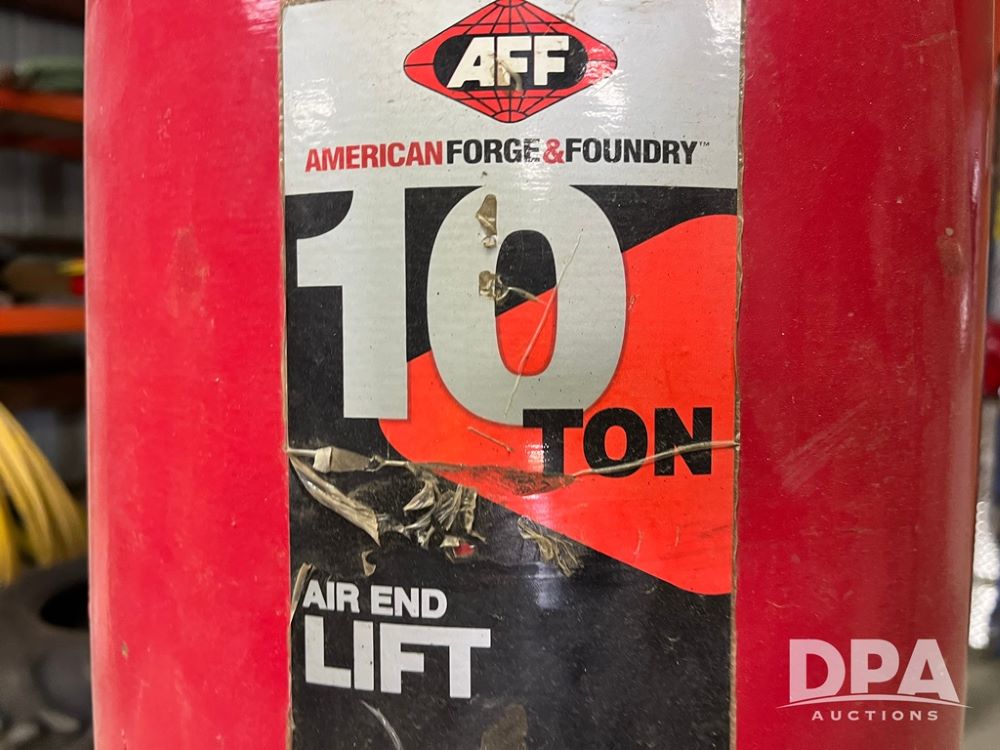 AFF
AMERICAN FORGE & FOUNDRY™
10
TON
AIR END
LIFT
DPA
AUCTIONS